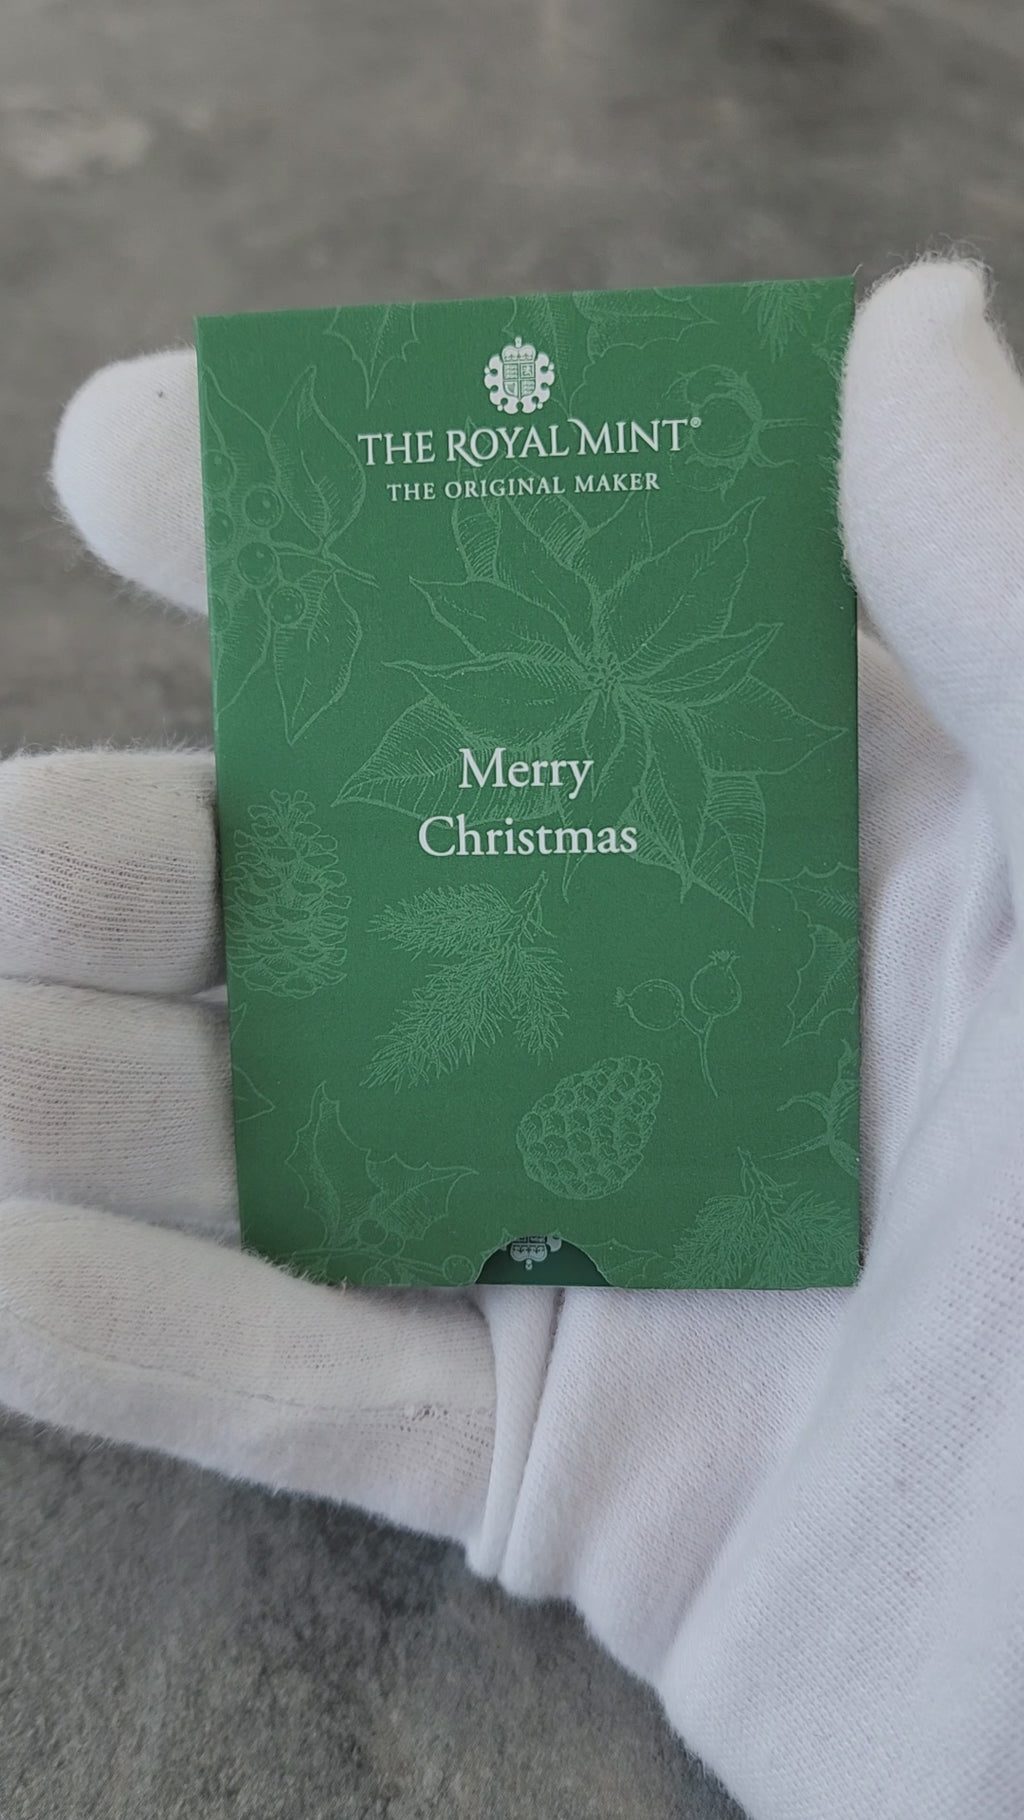 THE ROYAL MINT®
THE ORIGINAL MAKER
Merry
Christmas